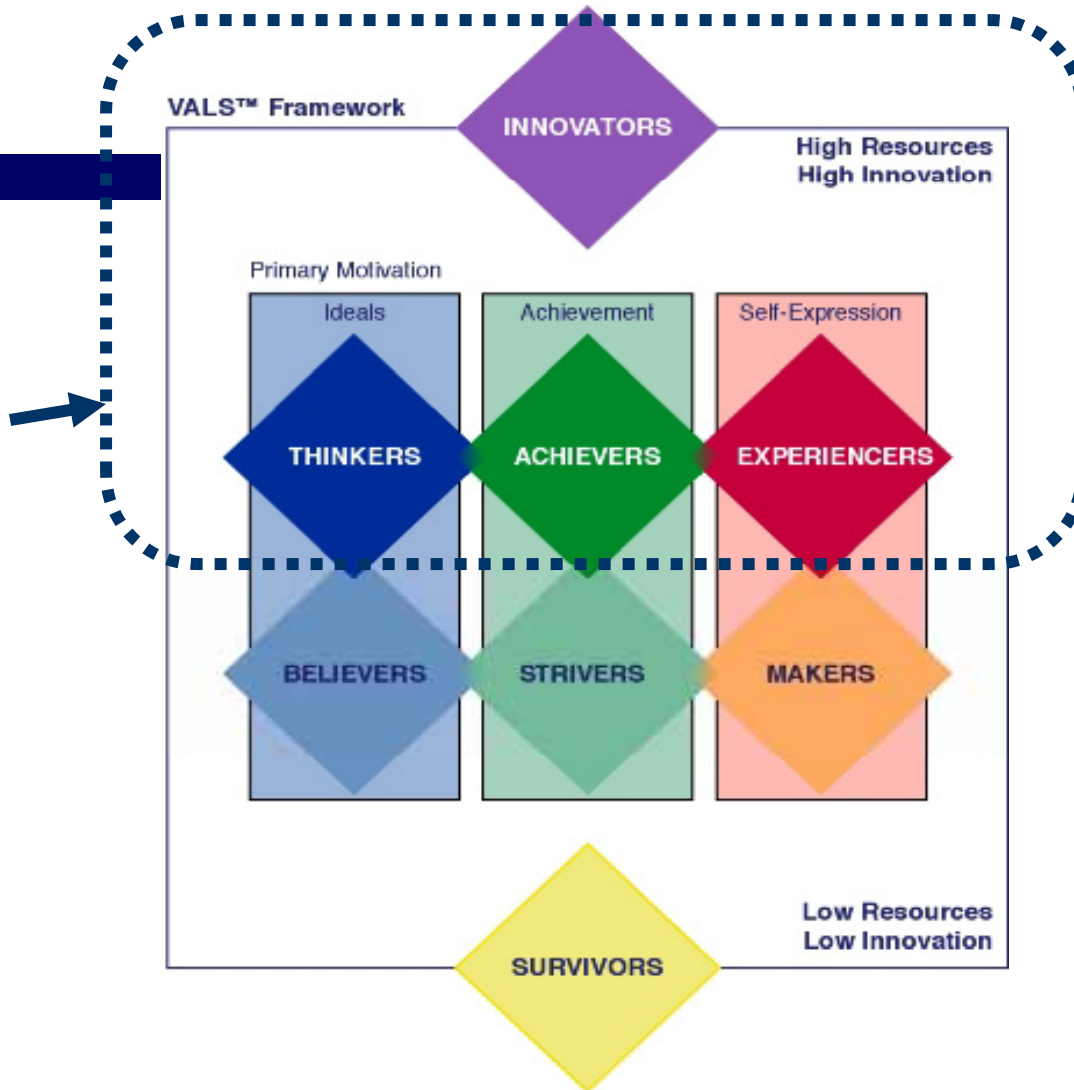 VALS™ Framework
INNOVATORS
High Resources
High Innovation
Primary Motivation
Ideals
Achievement
Self-Expression
THINKERS
ACHIEVERS
EXPERIENCERS
BELIEVERS
STRIVERS
MAKERS
Low Resources
Low Innovation
SURVIVORS